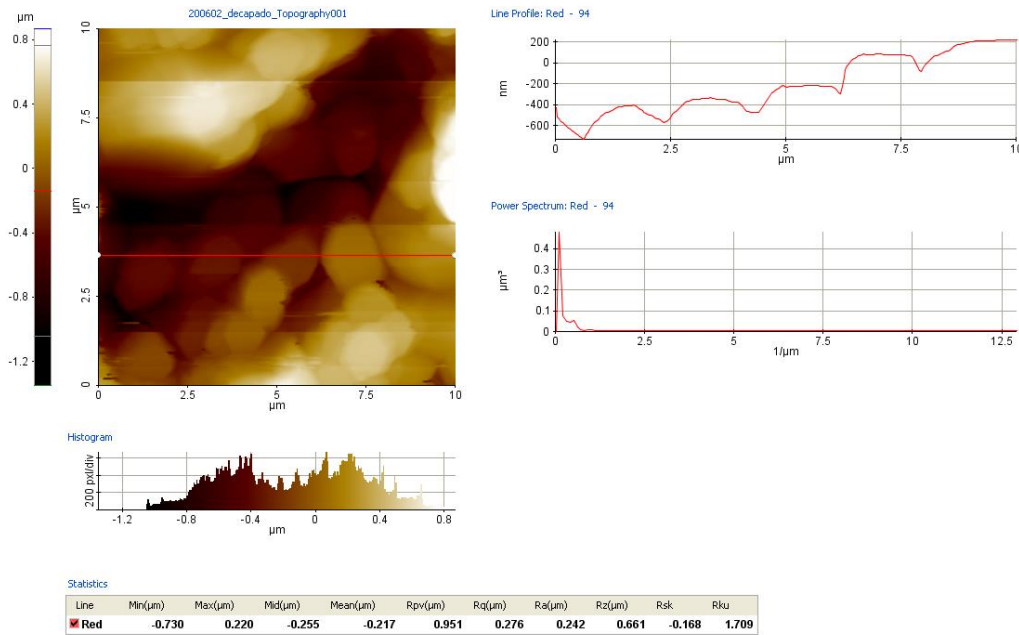 µm
200602_decapado_Topography001
0.8
0.4
0
-0.4
-0.8
-1.2
10
7.5
µm
5
2.5
0
0 2.5 5 7.5 10
µm
Line Profile: Red - 94
200
0
-200
-400
-600
nm
0 2.5 5 7.5 10
µm
Power Spectrum: Red - 94
0.4
0.3
0.2
0.1
0
µm³
0 2.5 5 7.5 10 12.5
1/µm
Histogram
200 pxl/div
-1.2 -0.8 -0.4 0 0.4 0.8
µm
Statistics
Line Min(µm) Max(µm) Mid(µm) Mean(µm) Rpv(µm) Rq(µm) Ra(µm) Rz(µm) Rsk Rku
Red -0.730 0.220 -0.255 -0.217 0.951 0.276 0.242 0.661 -0.168 1.709